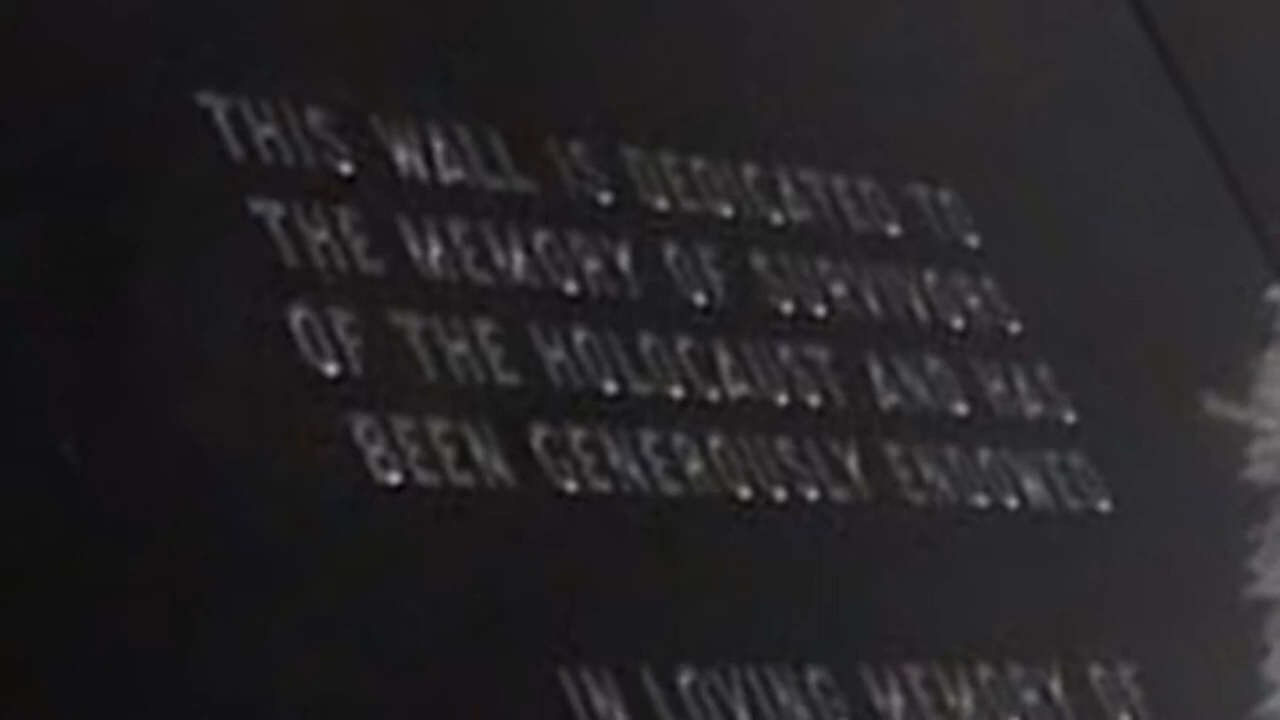 THIS WALL IS DEDICATED TO
THE MEMORY OF SURVIVORS
OF THE HOLOCAUST AND HAS
BEEN GENEROUSLY ENDOWED
IN LOVING MEMORY OF